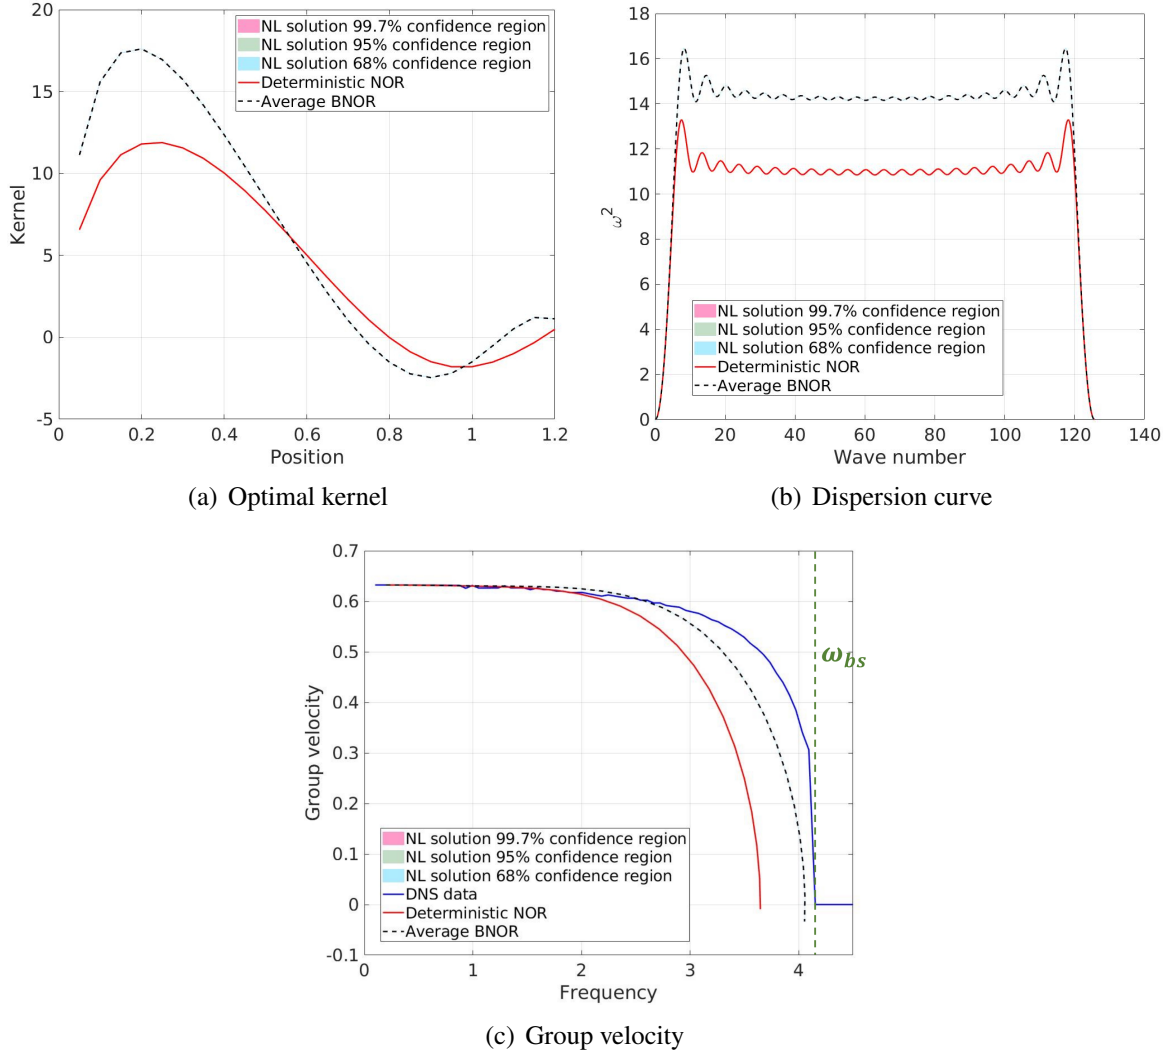 20
15
10
5
0
-5
Kernel
NL solution 99.7% confidence region
NL solution 95% confidence region
NL solution 68% confidence region
Deterministic NOR
Average BNOR
0 0.2 0.4 0.6 0.8 1 1.2
Position
(a) Optimal kernel
18
16
14
12
10
8
6
4
2
0
ω²
NL solution 99.7% confidence region
NL solution 95% confidence region
NL solution 68% confidence region
Deterministic NOR
Average BNOR
0 20 40 60 80 100 120 140
Wave number
(b) Dispersion curve
0.7
0.6
0.5
0.4
0.3
0.2
0.1
0
-0.1
Group velocity
ω_bs
NL solution 99.7% confidence region
NL solution 95% confidence region
NL solution 68% confidence region
DNS data
Deterministic NOR
Average BNOR
0 1 2 3 4
Frequency
(c) Group velocity